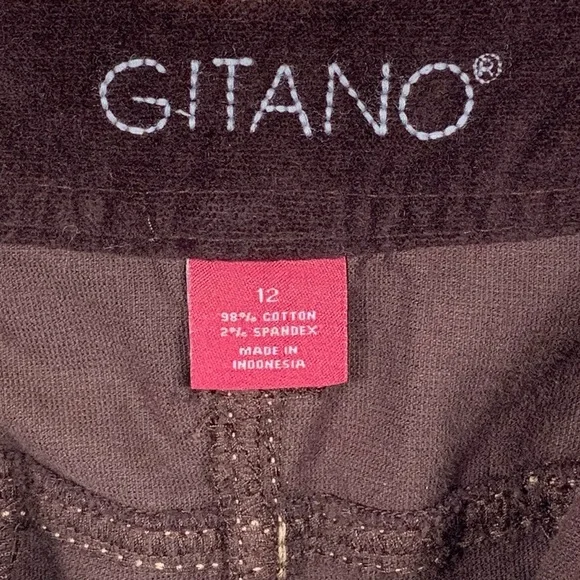 GITANO®
12
98% COTTON
2% SPANDEX
MADE IN
INDONESIA